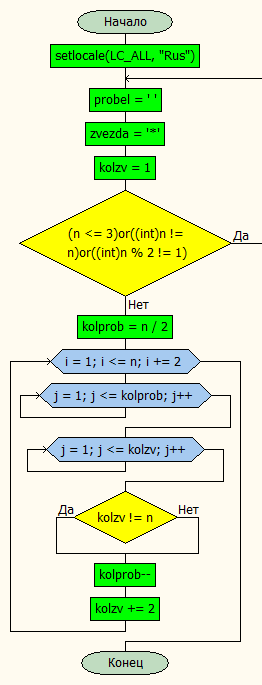 Начало
setlocale(LC_ALL, "Rus")
probel = ' '
zvezda = '*'
kolzv = 1
(n <= 3)or((int)n !=
n)or((int)n % 2 != 1)
Да
Нет
kolprob = n / 2
i = 1; i <= n; i += 2
j = 1; j <= kolprob; j++
j = 1; j <= kolzv; j++
Да
kolzv != n
Нет
kolprob--
kolzv += 2
Конец